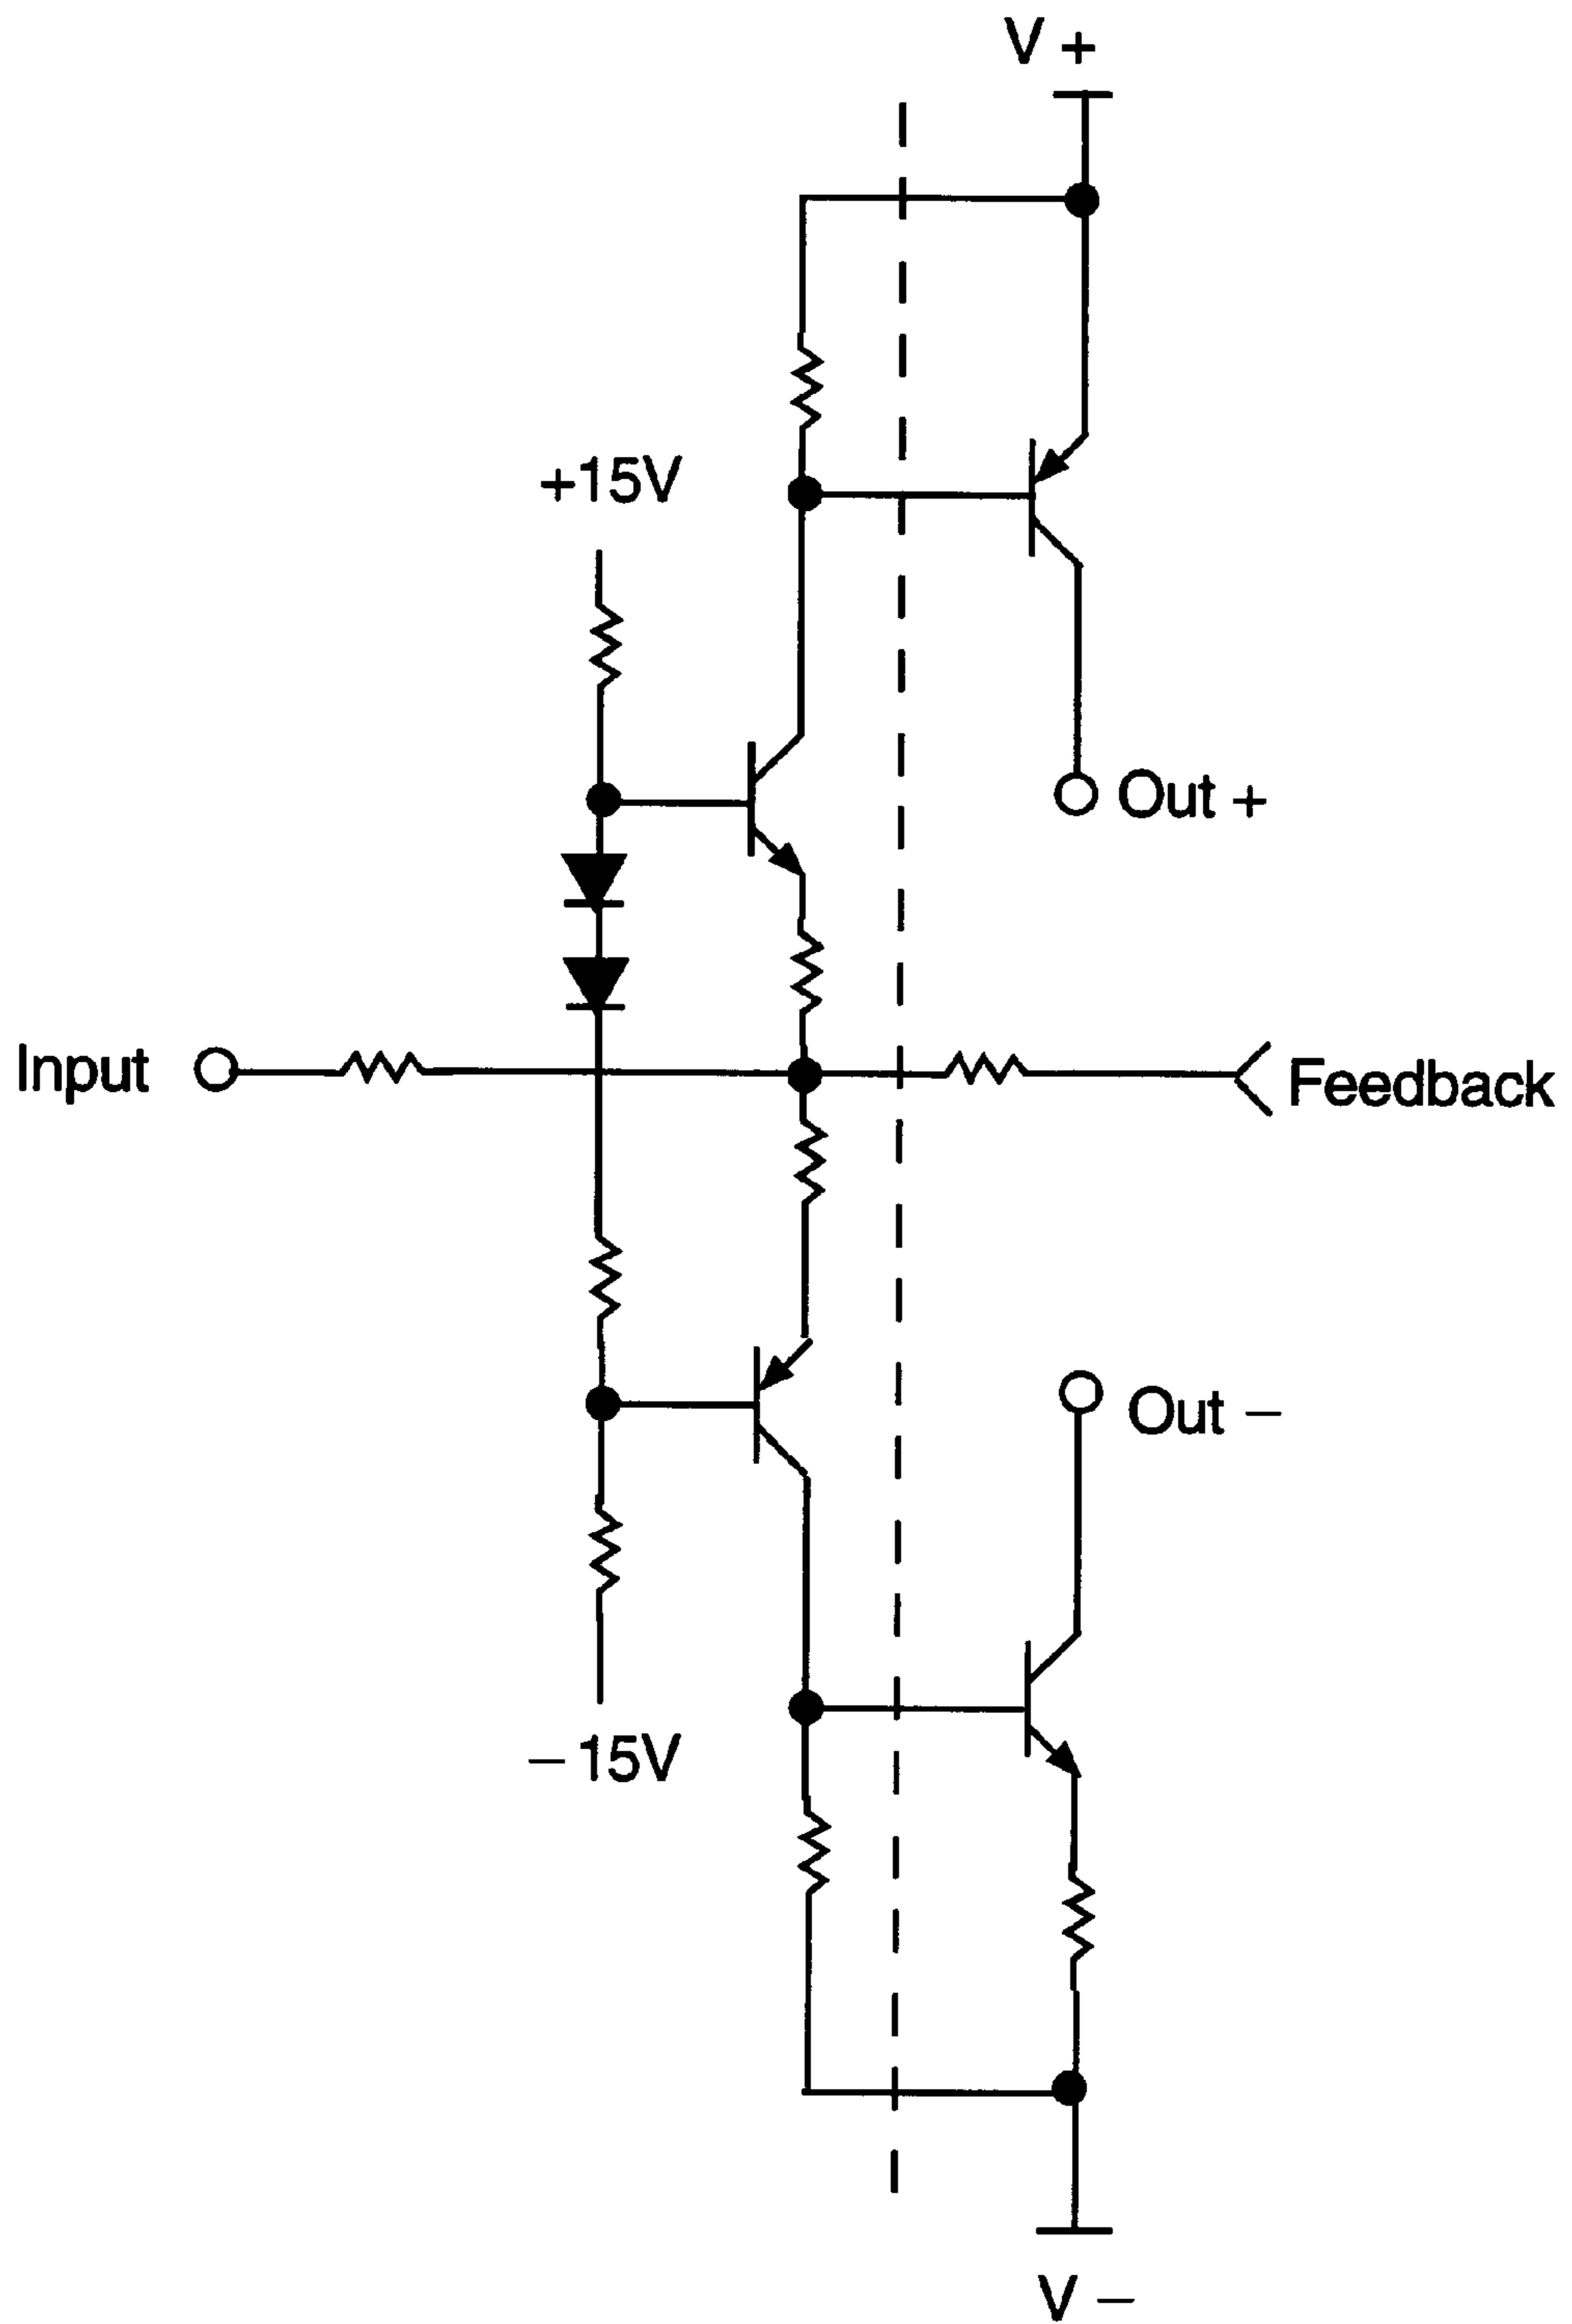 V +
+15V
Out +
Input
Feedback
Out –
– 15V
V –